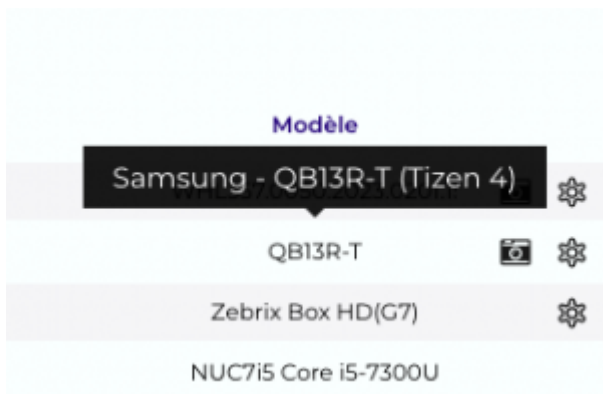 Modèle
Samsung - QB13R-T (Tizen 4)
QB13R-T
Zebrix Box HD(G7)
NUC7i5 Core i5-7300U